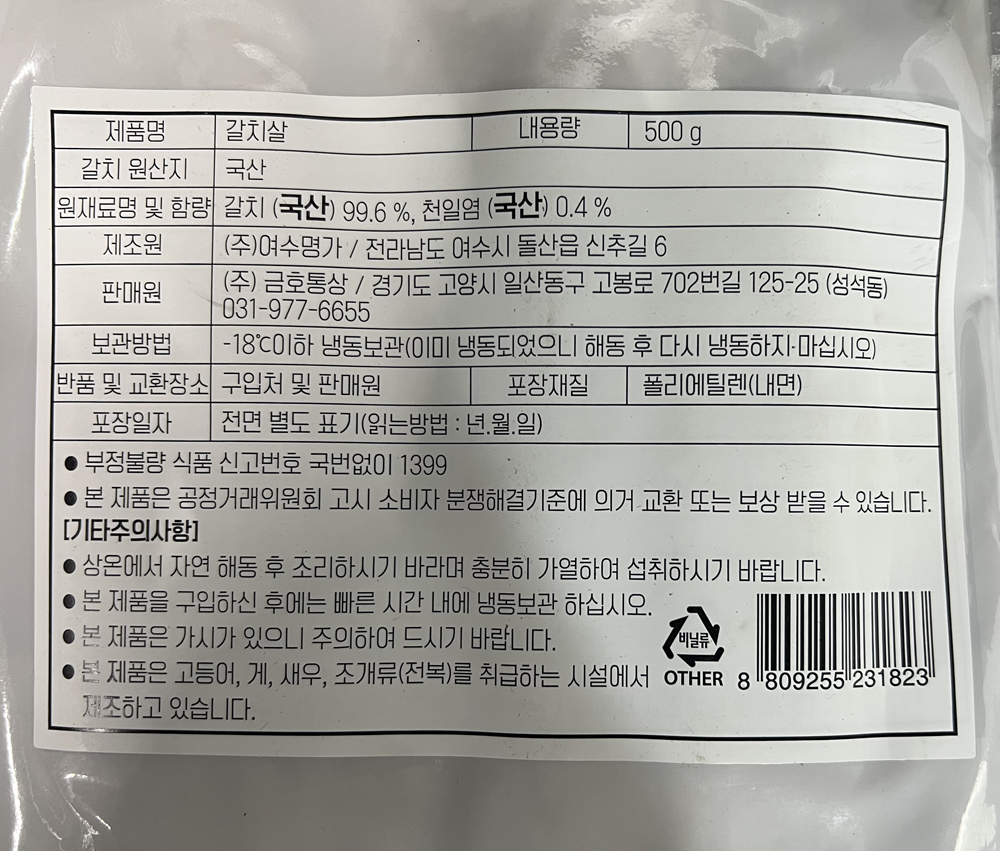 제품명 갈치살 내용량 500 g
갈치 원산지 국산
원재료명 및 함량 갈치 (국산) 99.6 %, 천일염 (국산) 0.4 %
제조원 (주)여수명가 / 전라남도 여수시 돌산읍 신추길 6
판매원 (주) 금호통상 / 경기도 고양시 일산동구 고봉로 702번길 125-25 (성석동)
031-977-6655
보관방법 -18℃이하 냉동보관(이미 냉동되었으니 해동 후 다시 냉동하지 마십시오)
반품 및 교환장소 구입처 및 판매원 포장재질 폴리에틸렌(내면)
포장일자 전면 별도 표기(읽는방법 : 년.월.일)
● 부정불량 식품 신고번호 국번없이 1399
● 본 제품은 공정거래위원회 고시 소비자 분쟁해결기준에 의거 교환 또는 보상 받을 수 있습니다.
[기타주의사항]
● 상온에서 자연 해동 후 조리하시기 바라며 충분히 가열하여 섭취하시기 바랍니다.
● 본 제품을 구입하신 후에는 빠른 시간 내에 냉동보관 하십시오.
● 본 제품은 가시가 있으니 주의하여 드시기 바랍니다.
● 본 제품은 고등어, 게, 새우, 조개류(전복)를 취급하는 시설에서
제조하고 있습니다.
비닐류
OTHER
8 809255 231823